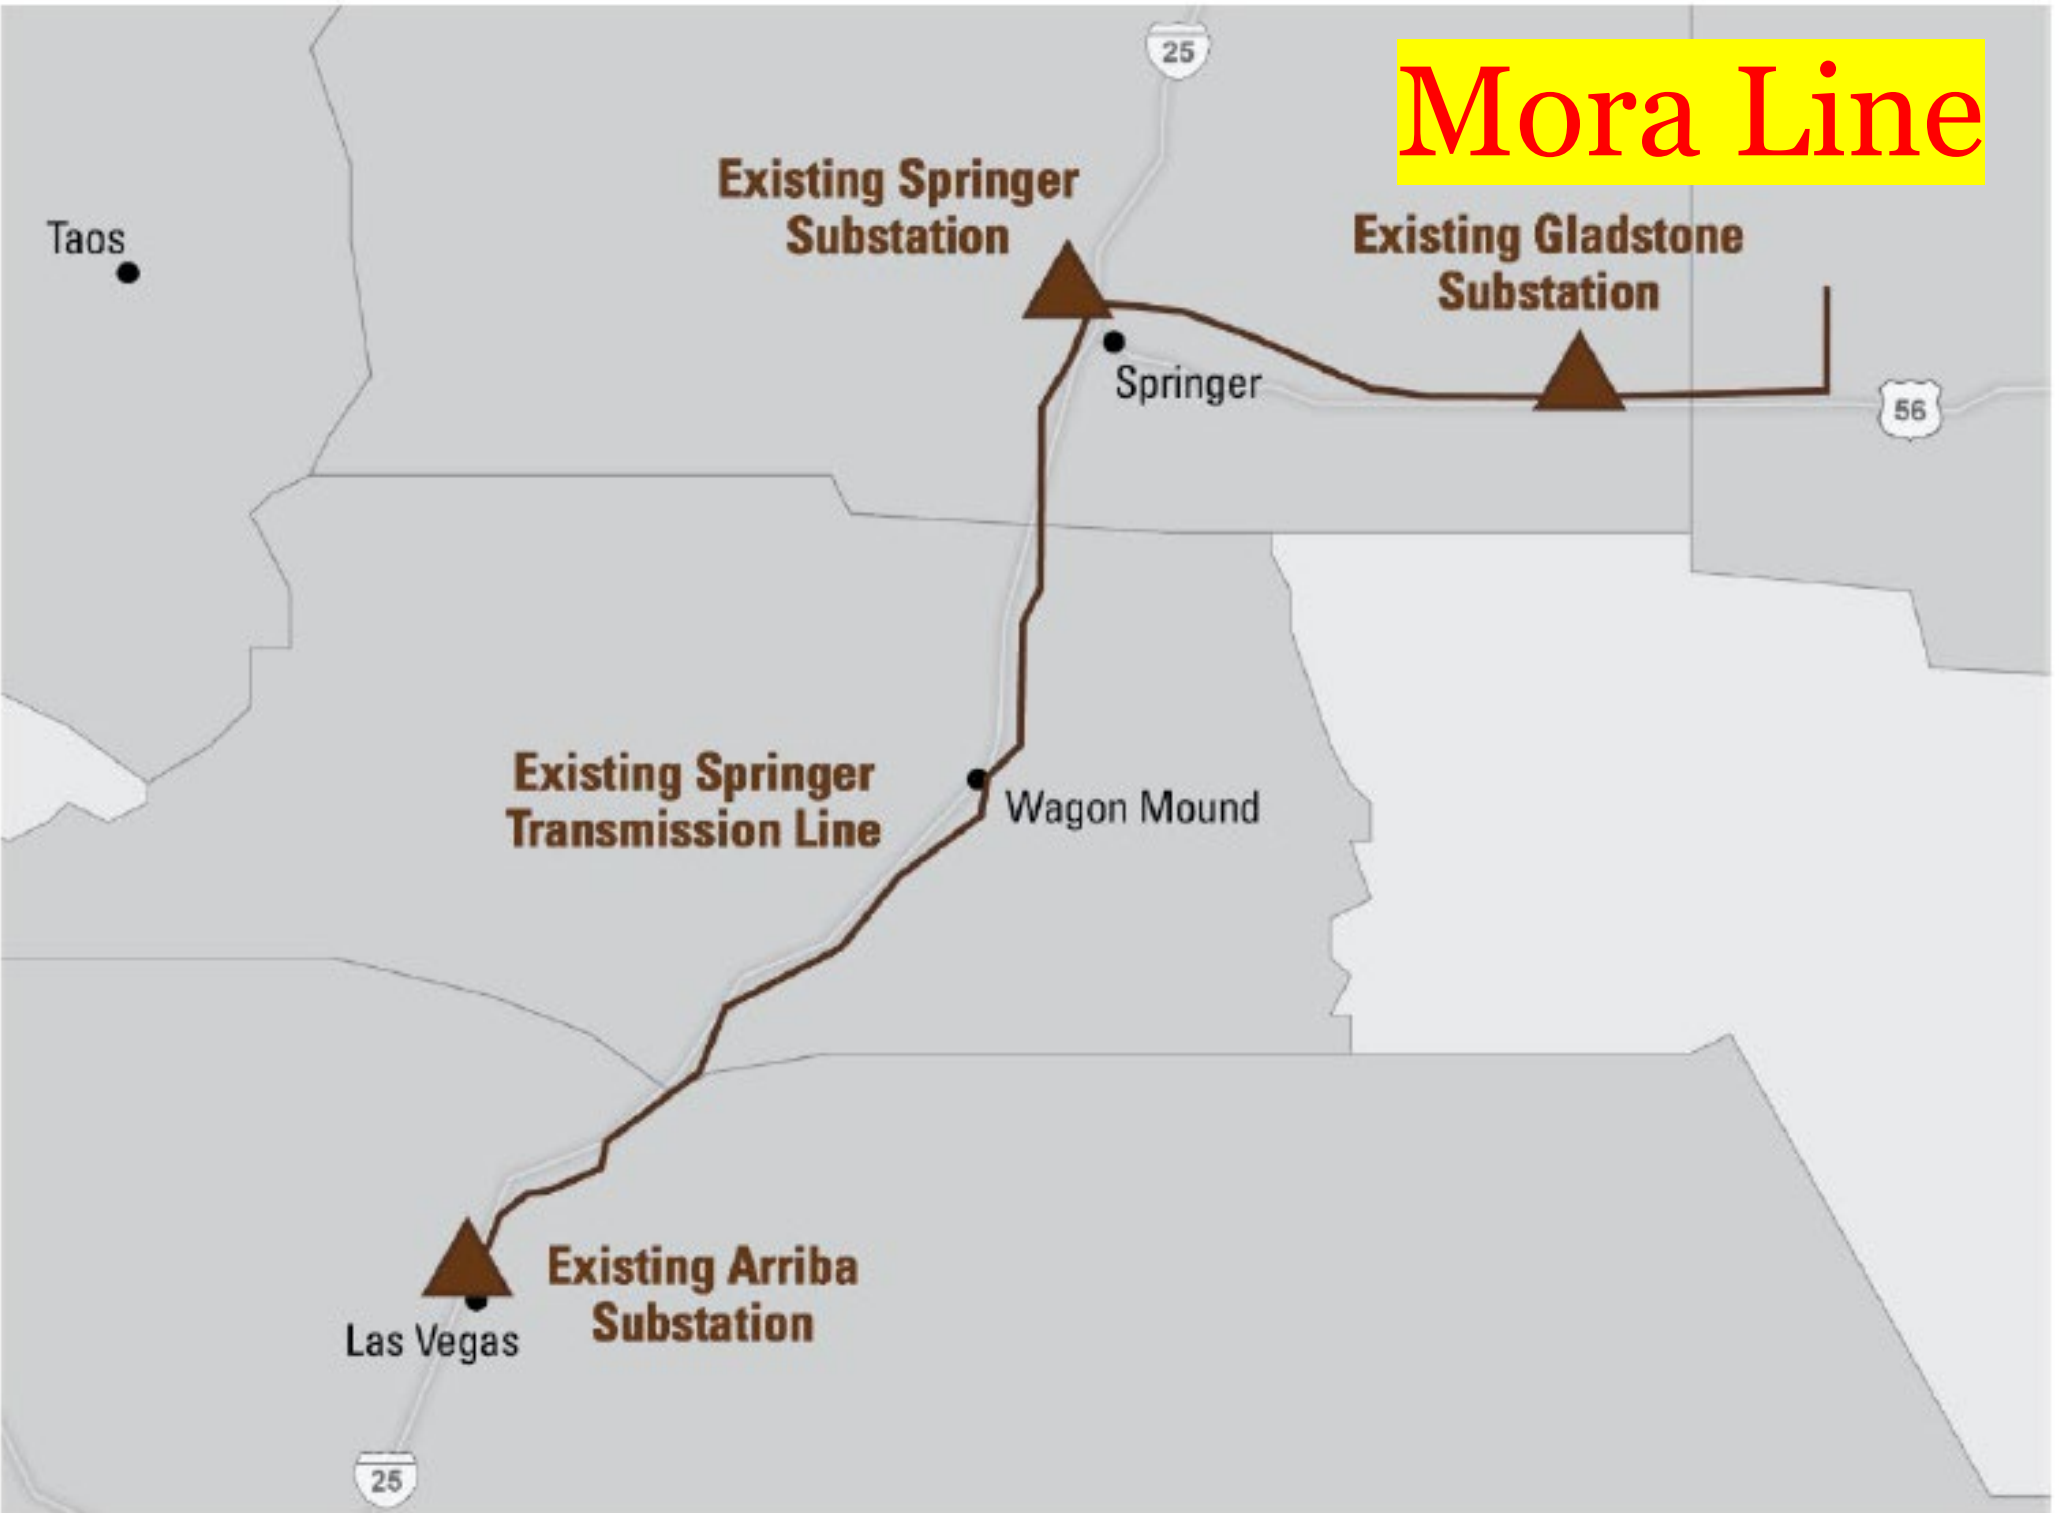 25
Mora Line
Existing Springer
Substation
Taos
Existing Gladstone
Substation
Springer
56
Existing Springer
Transmission Line
Wagon Mound
Existing Arriba
Substation
Las Vegas
25